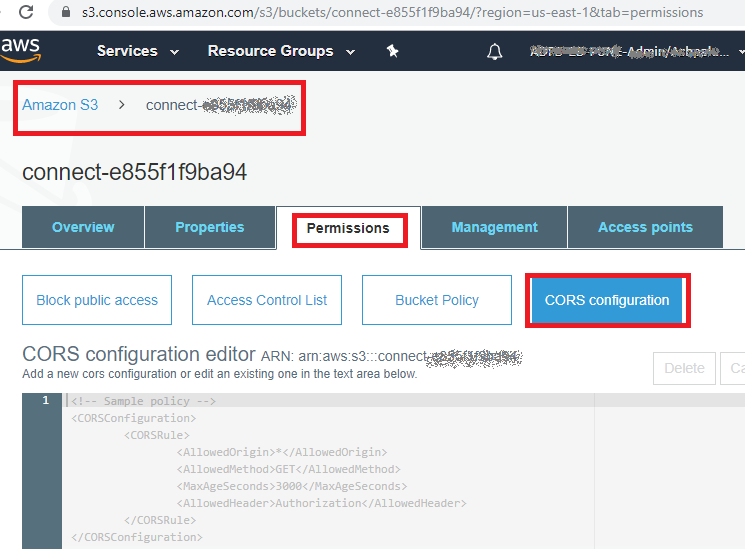 s3.console.aws.amazon.com/s3/buckets/connect-e855f1f9ba94/?region=us-east-1&tab=permissions
aws Services Resource Groups
Amazon S3 > connect-
connect-e855f1f9ba94
Overview Properties Permissions Management Access points
Block public access Access Control List Bucket Policy CORS configuration
CORS configuration editor ARN: arn:aws:s3:::connect-
Add a new cors configuration or edit an existing one in the text area below.
Delete
1 <!-- Sample policy -->
<CORSConfiguration>
<CORSRule>
<AllowedOrigin>*</AllowedOrigin>
<AllowedMethod>GET</AllowedMethod>
<MaxAgeSeconds>3000</MaxAgeSeconds>
<AllowedHeader>Authorization</AllowedHeader>
</CORSRule>
</CORSConfiguration>